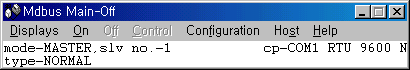 Mdbus Main-Off
Displays On Off Control Configuration Host Help
mode-MASTER,slv no.-1 cp-COM1 RTU 9600 N
type-NORMAL